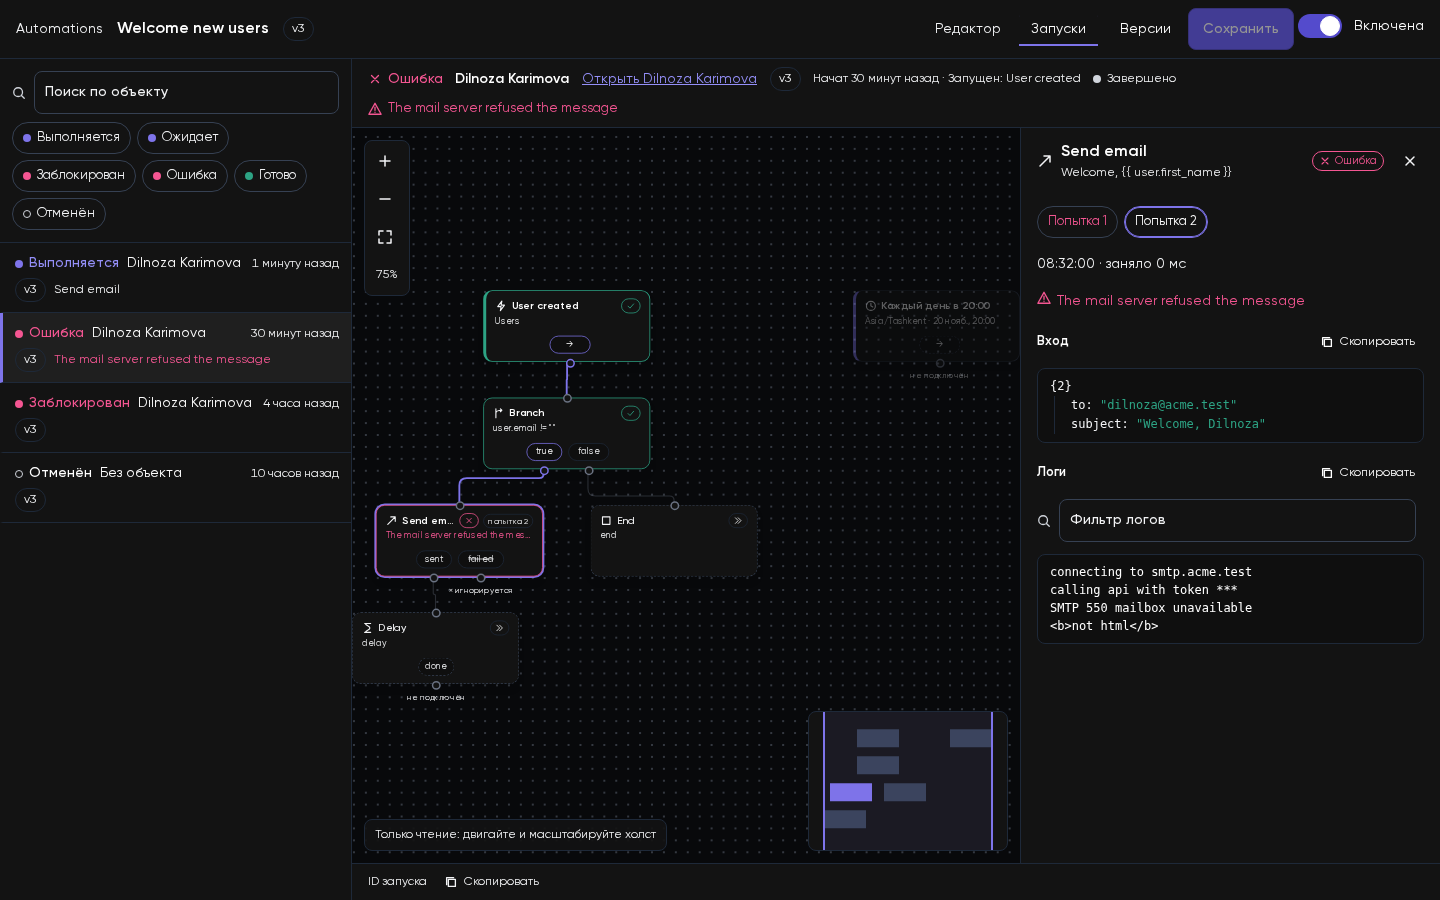 Automations Welcome new users v3
Редактор Запуски Версии Сохранить Включена
Поиск по объекту
Выполняется Ожидает
Заблокирован Ошибка Готово
Отменён
Выполняется Dilnoza Karimova 1 минуту назад
v3 Send email
Ошибка Dilnoza Karimova 30 минут назад
v3 The mail server refused the message
Заблокирован Dilnoza Karimova 4 часа назад
v3
Отменён Без объекта 10 часов назад
v3
Ошибка Dilnoza Karimova Открыть Dilnoza Karimova v3 Начат 30 минут назад · Запущен: User created Завершено
The mail server refused the message
75%
User created
Users
Каждый день в 20:00
Asia/Tashkent · 20 нояб., 20:00
не подключён
Branch
user.email != ""
true false
Send em... попытка 2
The mail server refused the mes...
sent failed
× игнорируется
End
end
Delay
delay
done
не подключён
Только чтение: двигайте и масштабируйте холст
Send email
Welcome, {{ user.first_name }}
Ошибка
Попытка 1 Попытка 2
08:32:00 · заняло 0 мс
The mail server refused the message
Вход Скопировать
{2}
to: "dilnoza@acme.test"
subject: "Welcome, Dilnoza"
Логи Скопировать
Фильтр логов
connecting to smtp.acme.test
calling api with token ***
SMTP 550 mailbox unavailable
<b>not html</b>
ID запуска Скопировать